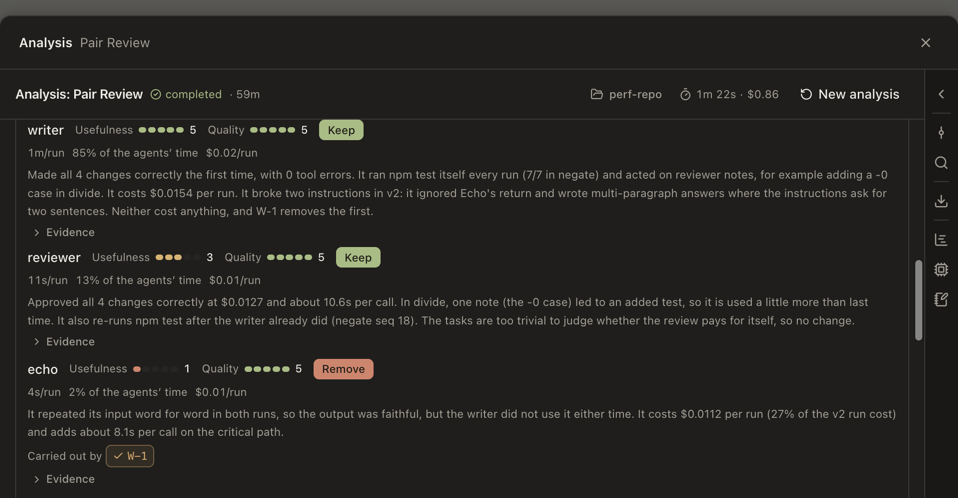 Analysis Pair Review
Analysis: Pair Review completed · 59m perf-repo 1m 22s · $0.86 New analysis
writer Usefulness 5 Quality 5 Keep
1m/run 85% of the agents' time $0.02/run
Made all 4 changes correctly the first time, with 0 tool errors. It ran npm test itself every run (7/7 in negate) and acted on reviewer notes, for example adding a -0
case in divide. It costs $0.0154 per run. It broke two instructions in v2: it ignored Echo's return and wrote multi-paragraph answers where the instructions ask for
two sentences. Neither cost anything, and W-1 removes the first.
Evidence
reviewer Usefulness 3 Quality 5 Keep
11s/run 13% of the agents' time $0.01/run
Approved all 4 changes correctly at $0.0127 and about 10.6s per call. In divide, one note (the -0 case) led to an added test, so it is used a little more than last
time. It also re-runs npm test after the writer already did (negate seq 18). The tasks are too trivial to judge whether the review pays for itself, so no change.
Evidence
echo Usefulness 1 Quality 5 Remove
4s/run 2% of the agents' time $0.01/run
It repeated its input word for word in both runs, so the output was faithful, but the writer did not use it either time. It costs $0.0112 per run (27% of the v2 run cost)
and adds about 8.1s per call on the critical path.
Carried out by W-1
Evidence